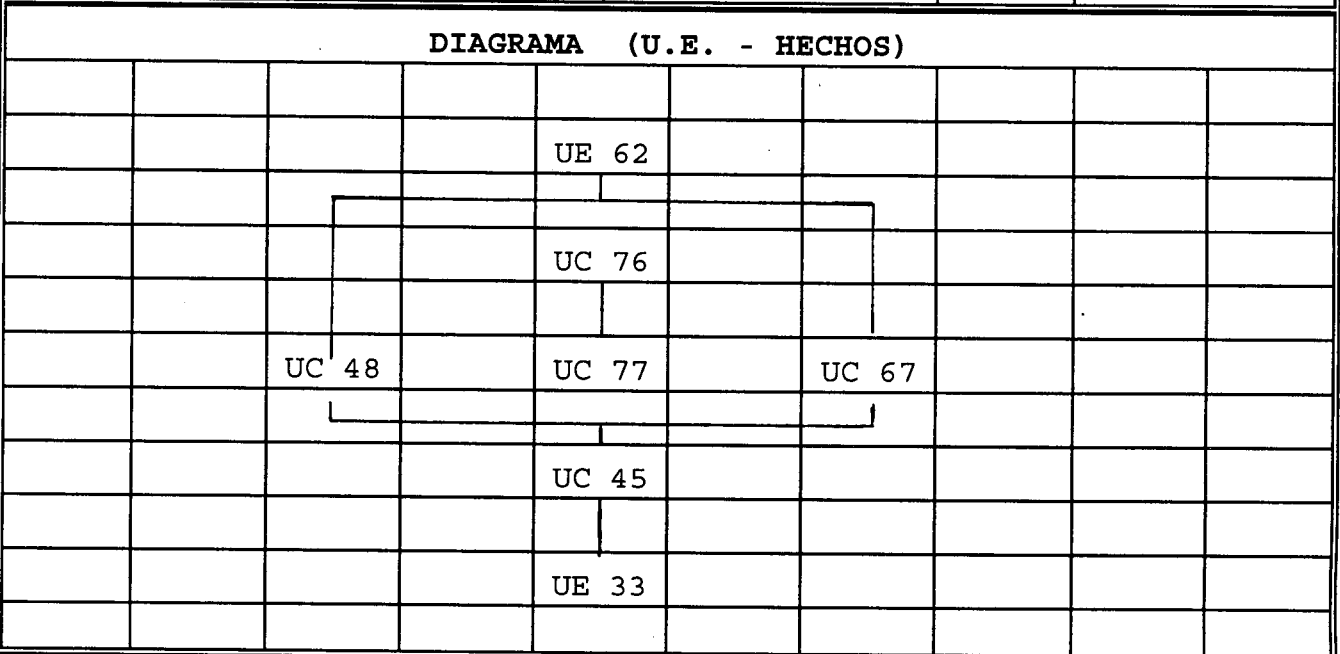 DIAGRAMA (U.E. - HECHOS)
UE 62
UC 76
UC 48 UC 77 UC 67
UC 45
UE 33